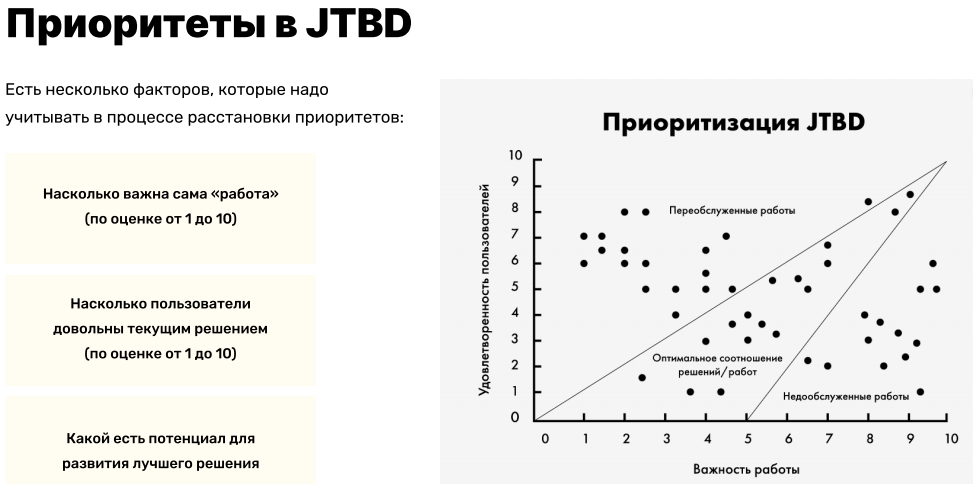 Приоритеты в JTBD
Есть несколько факторов, которые надо
учитывать в процессе расстановки приоритетов:
Насколько важна сама «работа»
(по оценке от 1 до 10)
Насколько пользователи
довольны текущим решением
(по оценке от 1 до 10)
Какой есть потенциал для
развития лучшего решения
Приоритизация JTBD
Удовлетворенность пользователей
10
9
8
7
6
5
4
3
2
1
0
Переобслуженные работы
Оптимальное соотношение
решений/работ
Недообслуженные работы
0 1 2 3 4 5 6 7 8 9 10
Важность работы